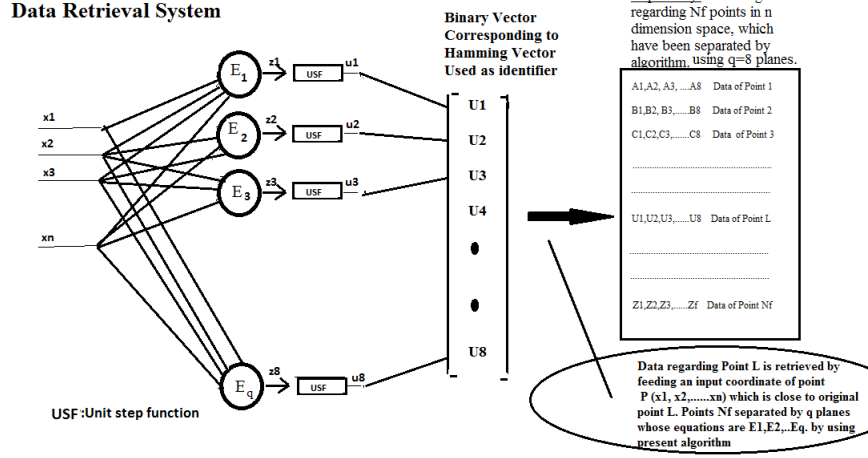 Data Retrieval System
Binary Vector
Corresponding to
Hamming Vector
Used as identifier
regarding Nf points in n
dimension space, which
have been separated by
algorithm. using q=8 planes.
x1
x2
x3
xn
E1
E2
E3
Eq
z1
z2
z3
z8
USF
USF
USF
USF
u1
u2
u3
u8
U1
U2
U3
U4
U8
A1,A2, A3, ....A8 Data of Point 1
B1,B2, B3,......B8 Data of Point 2
C1,C2,C3,......C8 Data of Point 3
......................................................
......................................................
U1,U2,U3,......U8 Data of Point L
......................................................
......................................................
Z1,Z2,Z3,......Zf Data of Point Nf
Data regarding Point L is retrieved by
feeding an input coordinate of point
P (x1, x2,......xn) which is close to original
point L. Points Nf separated by q planes
whose equations are E1,E2,..Eq. by using
present algorithm
USF :Unit step function